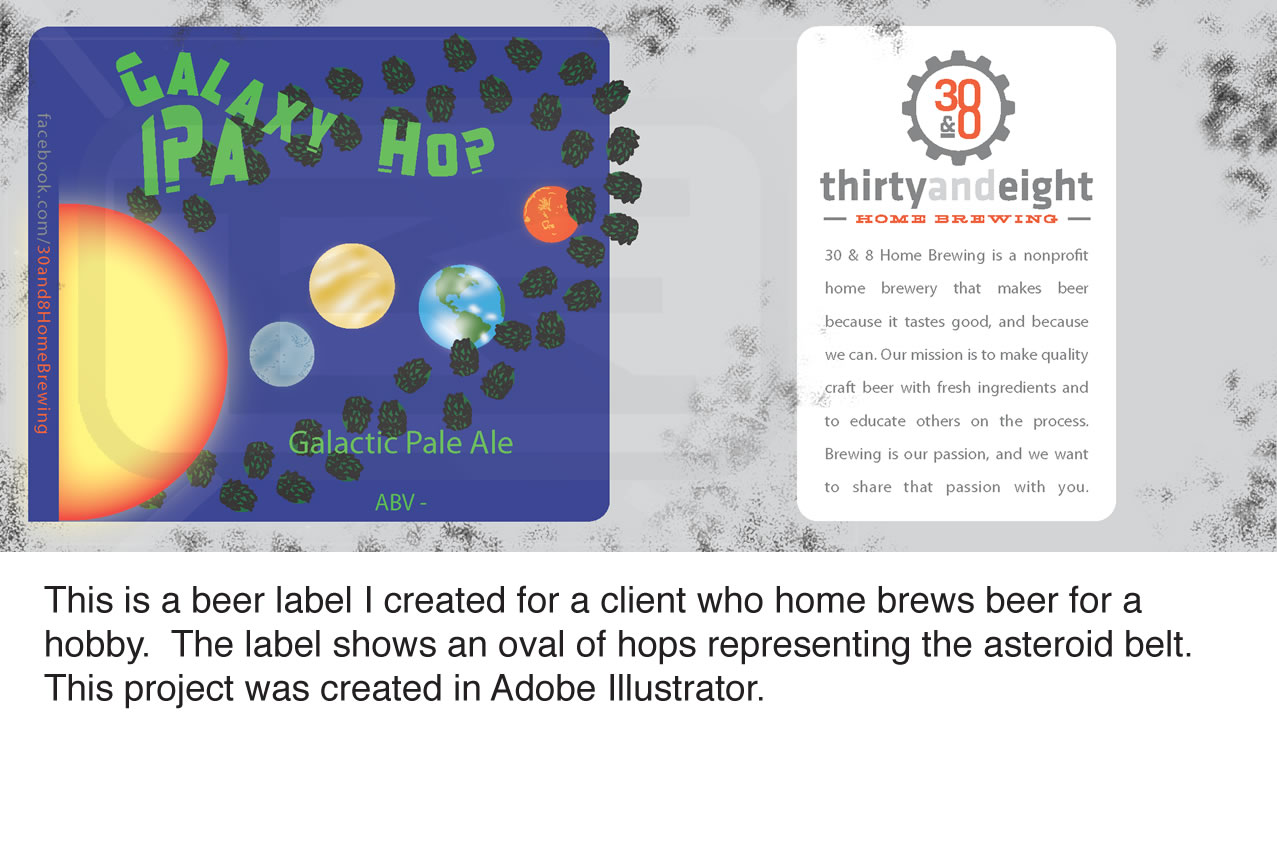 GALAXY HOP
IPA
facebook.com/30andHomeBrewing
Galactic Pale Ale
ABV -
30
&8
thirtyandeight
HOME BREWING
30 & 8 Home Brewing is a nonprofit
home brewery that makes beer
because it tastes good, and because
we can. Our mission is to make quality
craft beer with fresh ingredients and
to educate others on the process.
Brewing is our passion, and we want
to share that passion with you.
This is a beer label I created for a client who home brews beer for a
hobby.  The label shows an oval of hops representing the asteroid belt.
This project was created in Adobe Illustrator.